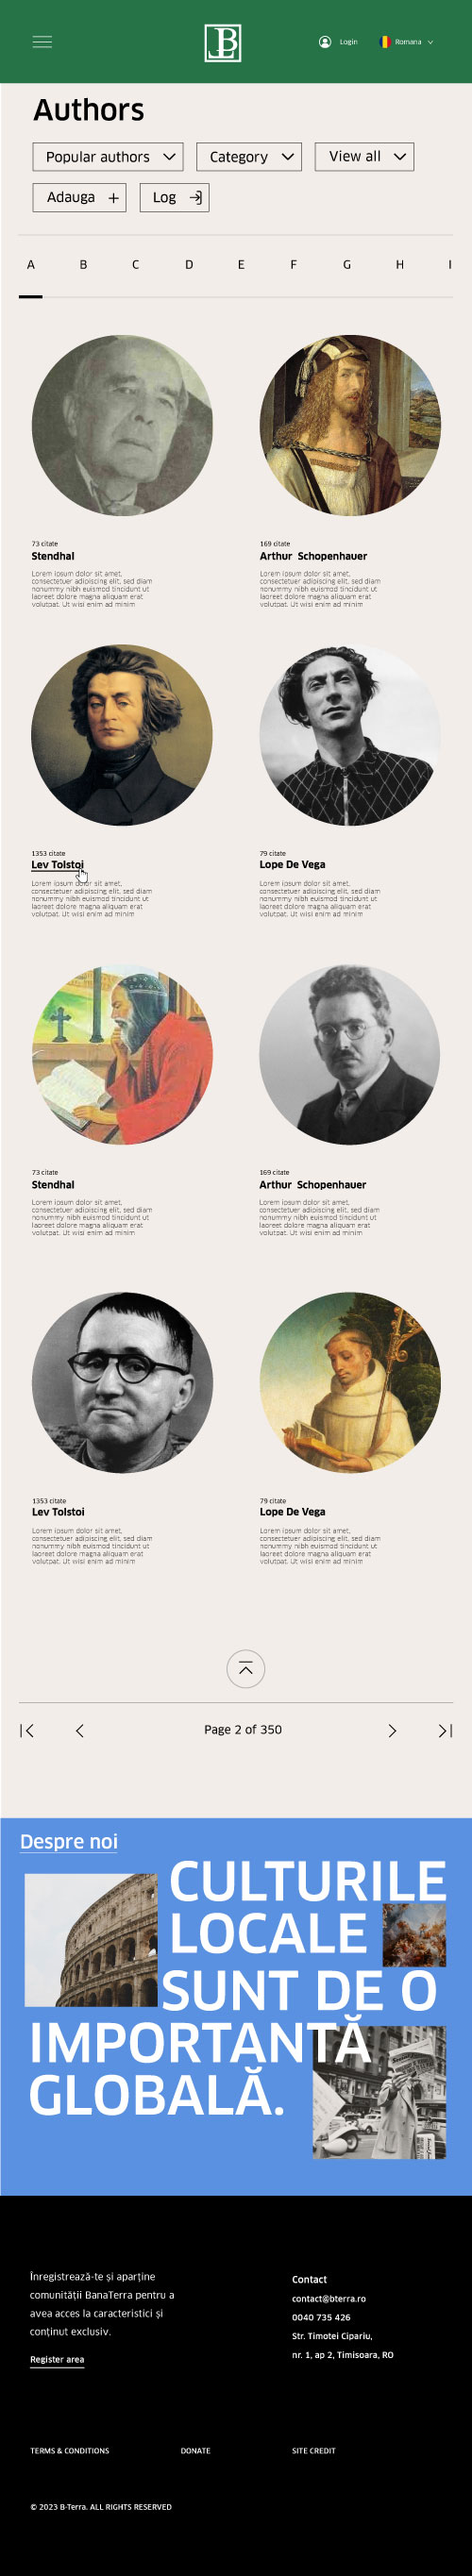 Login
Romana
Authors
Popular authors
Category
View all
Adauga +
Log
A B C D E F G H I
73 citate
Stendhal
Lorem ipsum dolor sit amet,
consectetuer adipiscing elit, sed diam
nonummy nibh euismod tincidunt ut
laoreet dolore magna aliquam erat
volutpat. Ut wisi enim ad minim
169 citate
Arthur Schopenhauer
Lorem ipsum dolor sit amet,
consectetuer adipiscing elit, sed diam
nonummy nibh euismod tincidunt ut
laoreet dolore magna aliquam erat
volutpat. Ut wisi enim ad minim
1353 citate
Lev Tolstoi
Lorem ipsum dolor sit amet,
consectetuer adipiscing elit, sed diam
nonummy nibh euismod tincidunt ut
laoreet dolore magna aliquam erat
volutpat. Ut wisi enim ad minim
79 citate
Lope De Vega
Lorem ipsum dolor sit amet,
consectetuer adipiscing elit, sed diam
nonummy nibh euismod tincidunt ut
laoreet dolore magna aliquam erat
volutpat. Ut wisi enim ad minim
73 citate
Stendhal
Lorem ipsum dolor sit amet,
consectetuer adipiscing elit, sed diam
nonummy nibh euismod tincidunt ut
laoreet dolore magna aliquam erat
volutpat. Ut wisi enim ad minim
169 citate
Arthur Schopenhauer
Lorem ipsum dolor sit amet,
consectetuer adipiscing elit, sed diam
nonummy nibh euismod tincidunt ut
laoreet dolore magna aliquam erat
volutpat. Ut wisi enim ad minim
1353 citate
Lev Tolstoi
Lorem ipsum dolor sit amet,
consectetuer adipiscing elit, sed diam
nonummy nibh euismod tincidunt ut
laoreet dolore magna aliquam erat
volutpat. Ut wisi enim ad minim
79 citate
Lope De Vega
Lorem ipsum dolor sit amet,
consectetuer adipiscing elit, sed diam
nonummy nibh euismod tincidunt ut
laoreet dolore magna aliquam erat
volutpat. Ut wisi enim ad minim
Page 2 of 350
Despre noi
CULTURILE
LOCALE
SUNT DE O
IMPORTANTĂ
GLOBALĂ.
Înregistrează-te și aparține
comunității BanaTerra pentru a
avea acces la caracteristici și
conținut exclusiv.
Register area
Contact
contact@bterra.ro
0040 735 426
Str. Timotei Cipariu,
nr. 1, ap 2, Timisoara, RO
TERMS & CONDITIONS
DONATE
SITE CREDIT
© 2023 B-Terra. ALL RIGHTS RESERVED